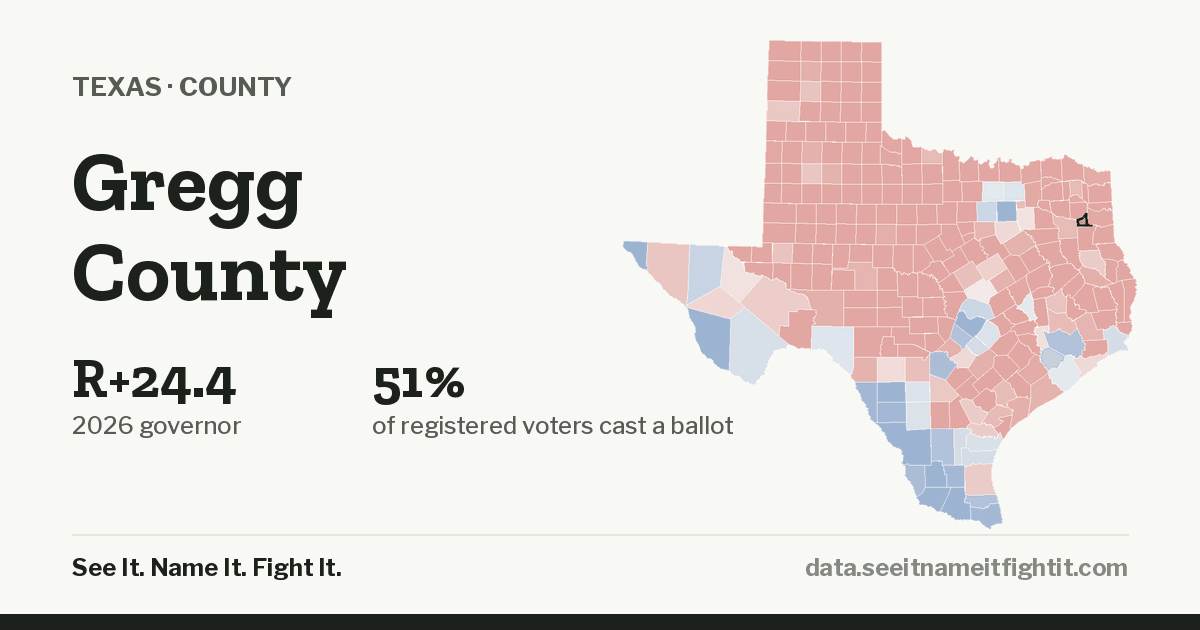 TEXAS · COUNTY
Gregg
County
R+24.4
2026 governor
51%
of registered voters cast a ballot
See It. Name It. Fight It.
data.seeitnameitfightit.com